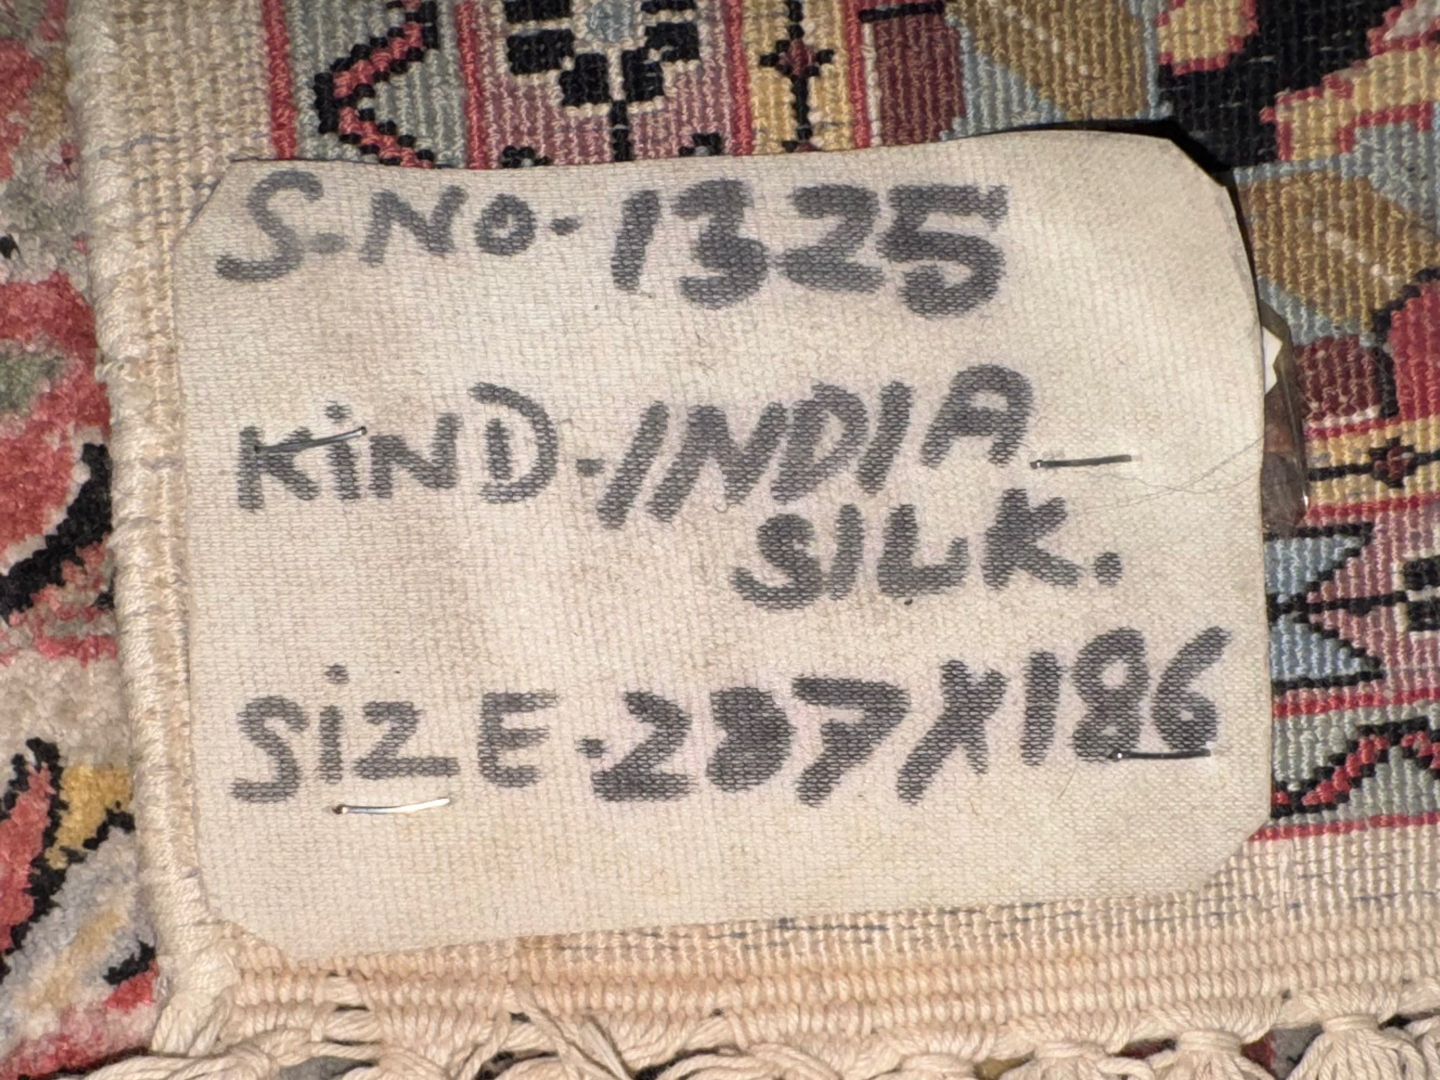 S.NO-1325
KiND-INDIA
SILK.
SiZE-287X186